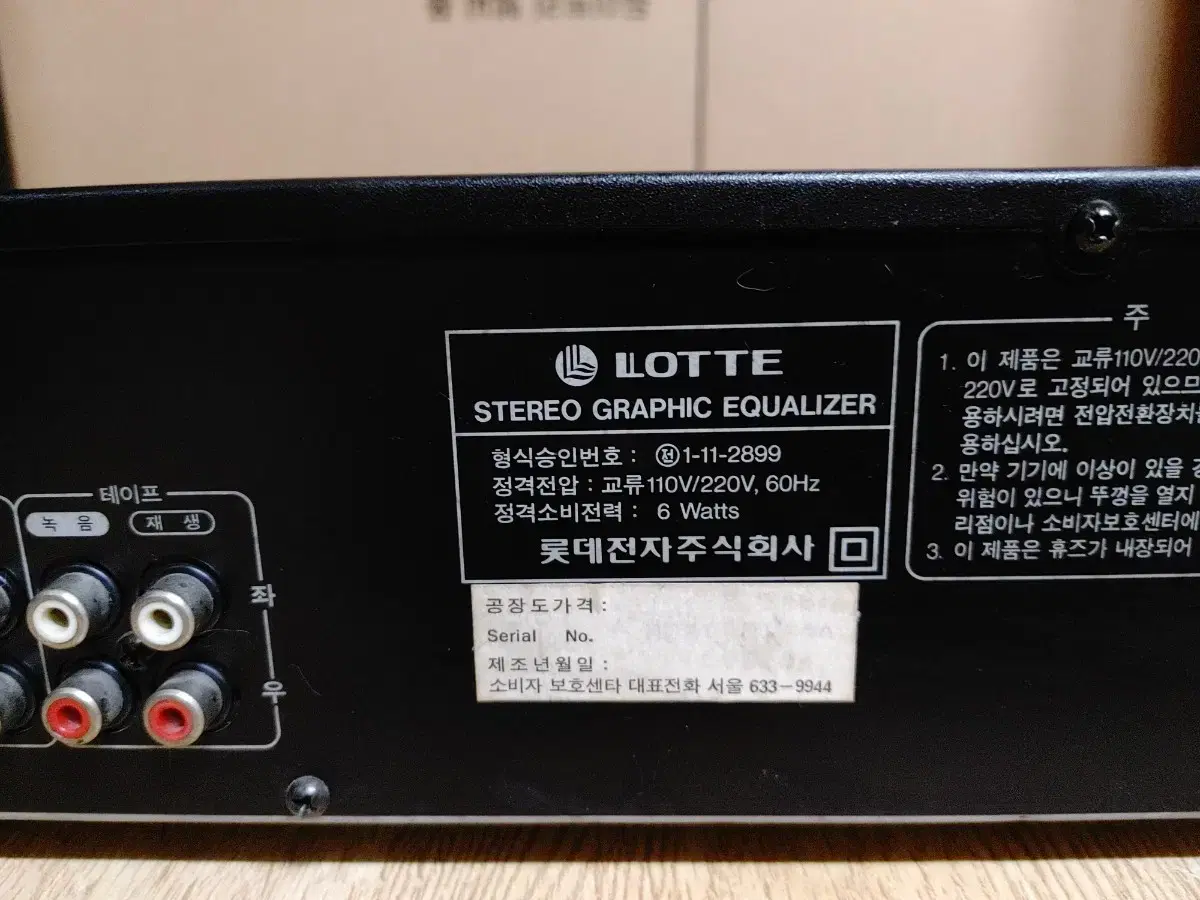 LOTTE
STEREO GRAPHIC EQUALIZER
형식승인번호 : ㉾1-11-2899
정격전압 : 교류110V/220V, 60Hz
정격소비전력 : 6 Watts
롯데전자주식회사
공장도가격 :
Serial No.
제조년월일 :
소비자 보호센타 대표전화 서울 633-9944
테이프
녹 음
재 생
좌
우
주
1. 이 제품은 교류110V/220
220V로 고정되어 있으므
용하시려면 전압전환장치를
용하십시오.
2. 만약 기기에 이상이 있을
위험이 있으니 뚜껑을 열지
리점이나 소비자보호센터에
3. 이 제품은 휴즈가 내장되어